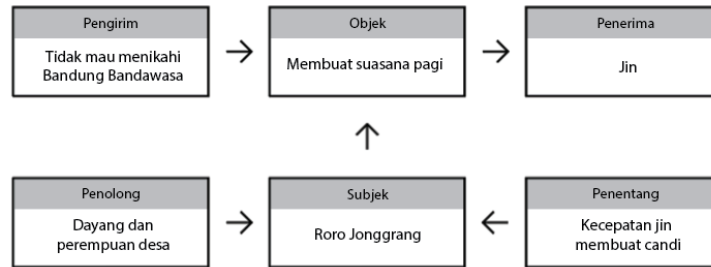 Pengirim
Tidak mau menikahi
Bandung Bandawasa
Objek
Membuat suasana pagi
Penerima
Jin
Penolong
Dayang dan
perempuan desa
Subjek
Roro Jonggrang
Penentang
Kecepatan jin
membuat candi